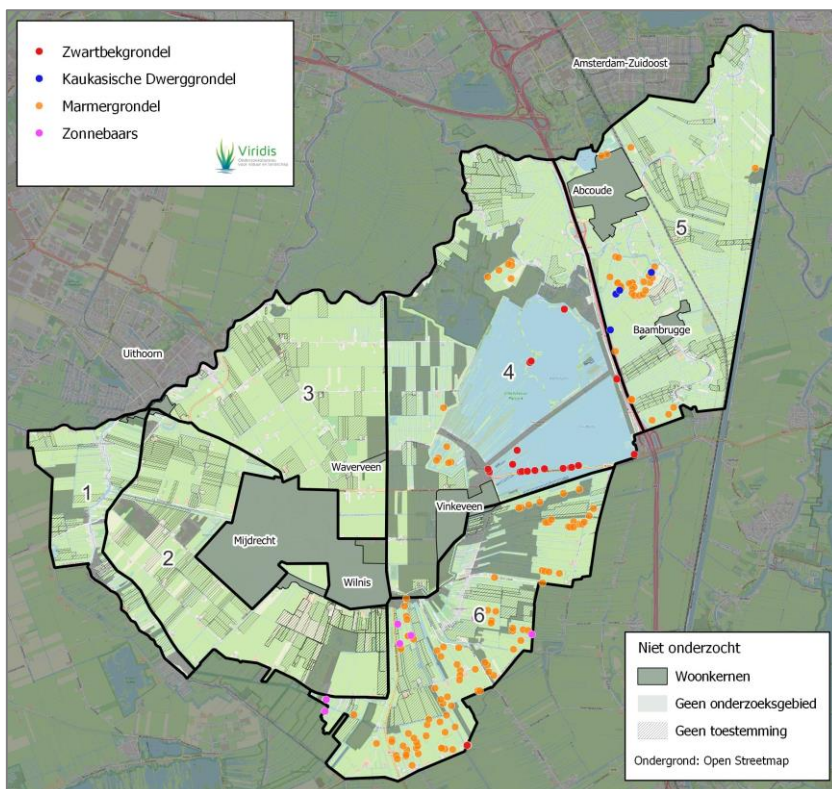 Zwartbekgrondel
Kaukasische Dwerggrondel
Marmergrondel
Zonnebaars
Viridis
Amsterdam-Zuidoost
Abcoude
5
Baambrugge
Uithoorn
4
3
Waverveen
1
Vinkeveen
Mijdrecht
2
Wilnis
6
Niet onderzocht
Woonkernen
Geen onderzoeksgebied
Geen toestemming
Ondergrond: Open Streetmap